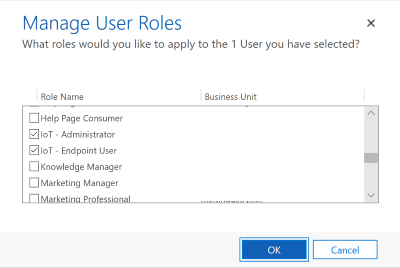 Manage User Roles
What roles would you like to apply to the 1 User you have selected?
Role Name Business Unit
Help Page Consumer
IoT - Administrator
IoT - Endpoint User
Knowledge Manager
Marketing Manager
Marketing Professional
OK Cancel